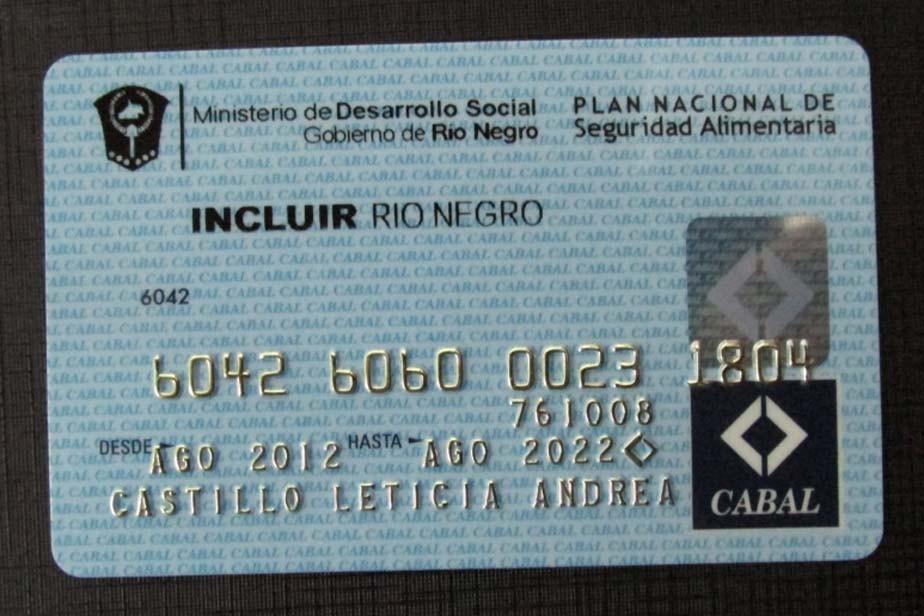 Ministerio de Desarrollo Social
Gobierno de Río Negro
PLAN NACIONAL DE
Seguridad Alimentaria
INCLUIR RIO NEGRO
6042
6042 6060 0023 1804
761008
DESDE AGO 2012 HASTA AGO 2022
CASTILLO LETICIA ANDREA
CABAL